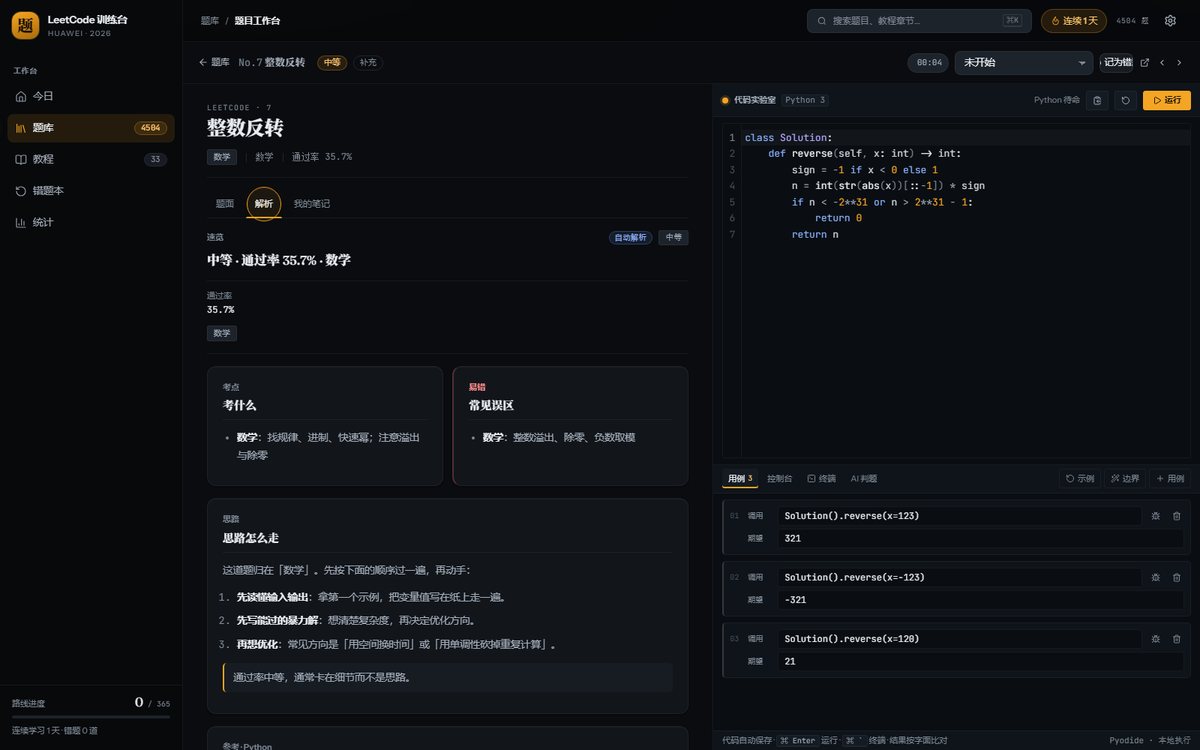 题
LeetCode 训练台
HUAWEI · 2026
工作台
今日
题库 4504
教程 33
错题本
统计
路线进度 0 / 365
连续学习 1 天 · 错题 0 道
题库 / 题目工作台
搜索题目、教程章节… ⌘K
连续 1 天
4504 题
← 题库 No.7 整数反转 中等 补充
00:04 未开始 记为错
LEETCODE · 7
整数反转
数学 数学 通过率 35.7%
题面 解析 我的笔记
速览 自动解析 中等
中等 · 通过率 35.7% · 数学
通过率
35.7%
数学
考点
考什么
• 数学：找规律、进制、快速幂；注意溢出
与除零
易错
常见误区
• 数学：整数溢出、除零、负数取模
思路
思路怎么走
这道题归在「数学」。先按下面的顺序过一遍，再动手：
1. 先读懂输入输出：拿第一个示例，把变量值写在纸上走一遍。
2. 先写能过的暴力解：想清楚复杂度，再决定优化方向。
3. 再想优化：常见方向是「用空间换时间」或「用单调性砍掉重复计算」。
通过率中等，通常卡在细节而不是思路。
参考 · Python
代码实验室 Python 3 Python 待命 运行
1 class Solution:
2 def reverse(self, x: int) -> int:
3 sign = -1 if x < 0 else 1
4 n = int(str(abs(x))[::-1]) * sign
5 if n < -2**31 or n > 2**31 - 1:
6 return 0
7 return n
用例 3 控制台 终端 AI 判题 示例 边界 + 用例
01 调用 Solution().reverse(x=123)
期望 321
02 调用 Solution().reverse(x=-123)
期望 -321
03 调用 Solution().reverse(x=120)
期望 21
代码自动保存· ⌘ Enter 运行· ⌘ ` 终端·结果按字面比对
Pyodide · 本地执行